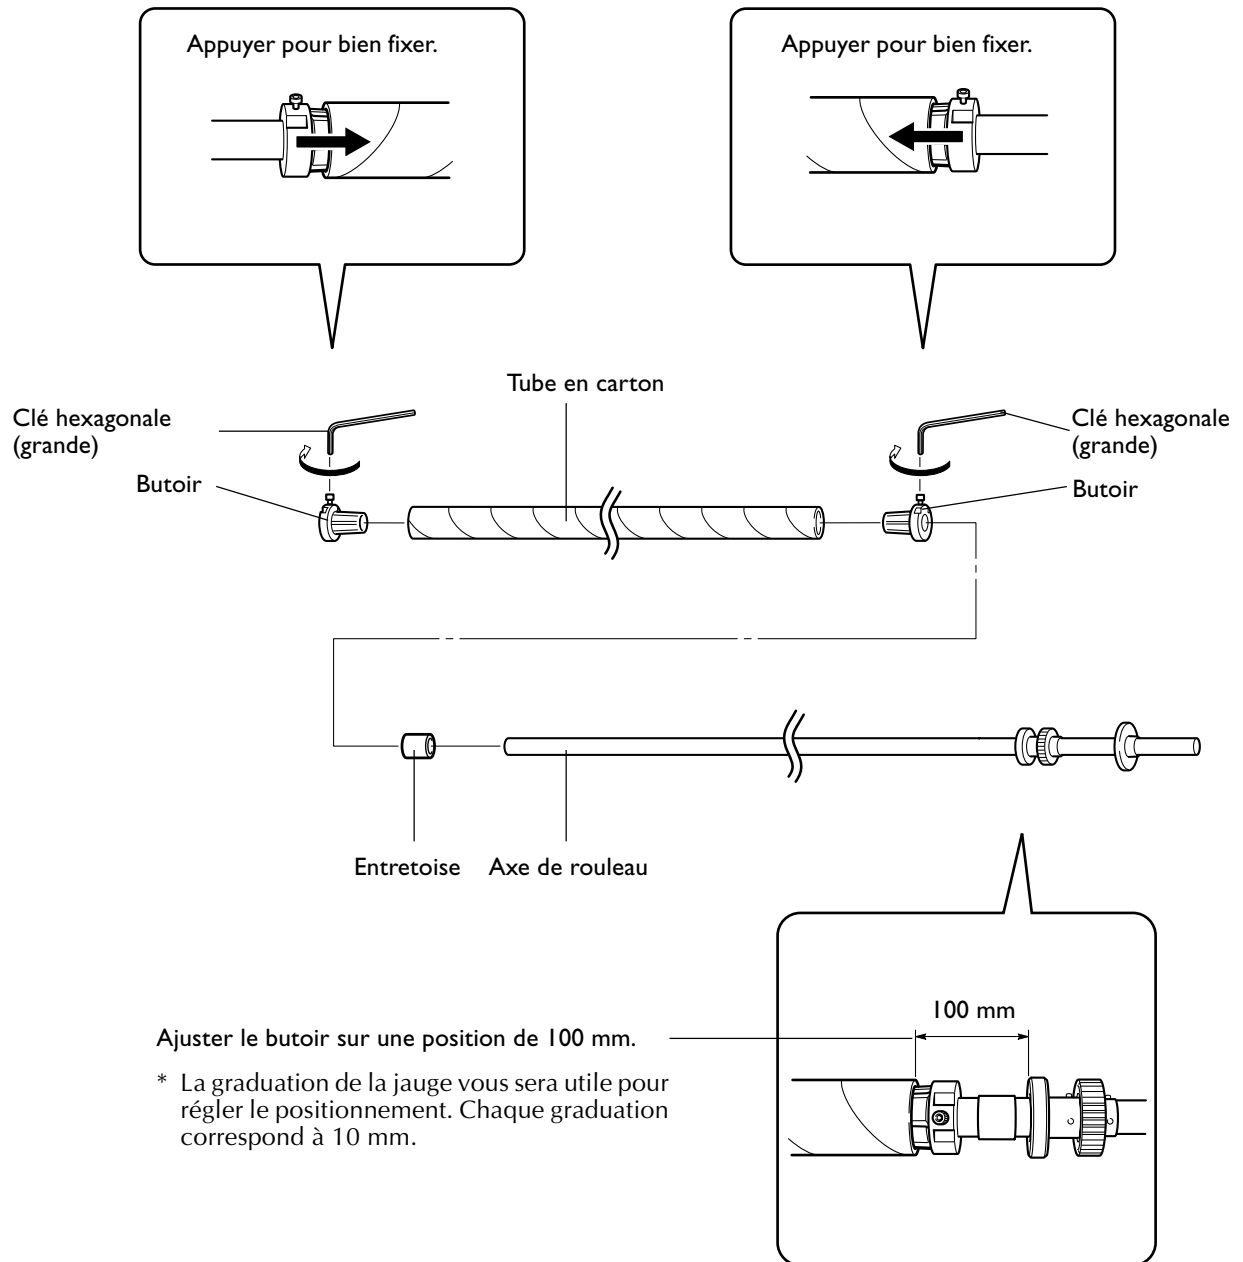 Appuyer pour bien fixer.
Appuyer pour bien fixer.
Tube en carton
Clé hexagonale
(grande)
Clé hexagonale
(grande)
Butoir
Butoir
Entretoise
Axe de rouleau
100 mm
Ajuster le butoir sur une position de 100 mm.
* La graduation de la jauge vous sera utile pour
régler le positionnement. Chaque graduation
correspond à 10 mm.